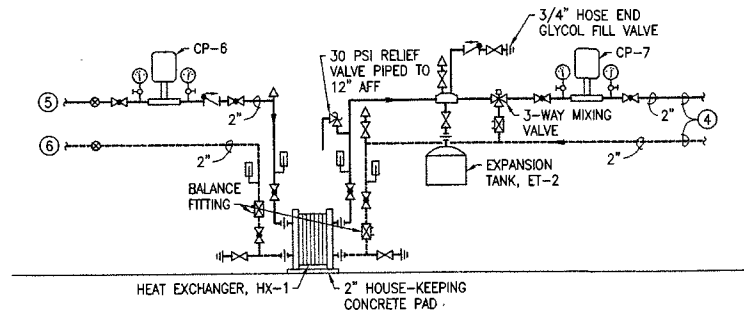 3/4" HOSE END
GLYCOL FILL VALVE
CP-6
30 PSI RELIEF
VALVE PIPED TO
12" AFF
CP-7
5
2"
3-WAY MIXING
VALVE
2"
4
6
2"
2"
EXPANSION
TANK, ET-2
BALANCE
FITTING
HEAT EXCHANGER, HX-1
2" HOUSE-KEEPING
CONCRETE PAD